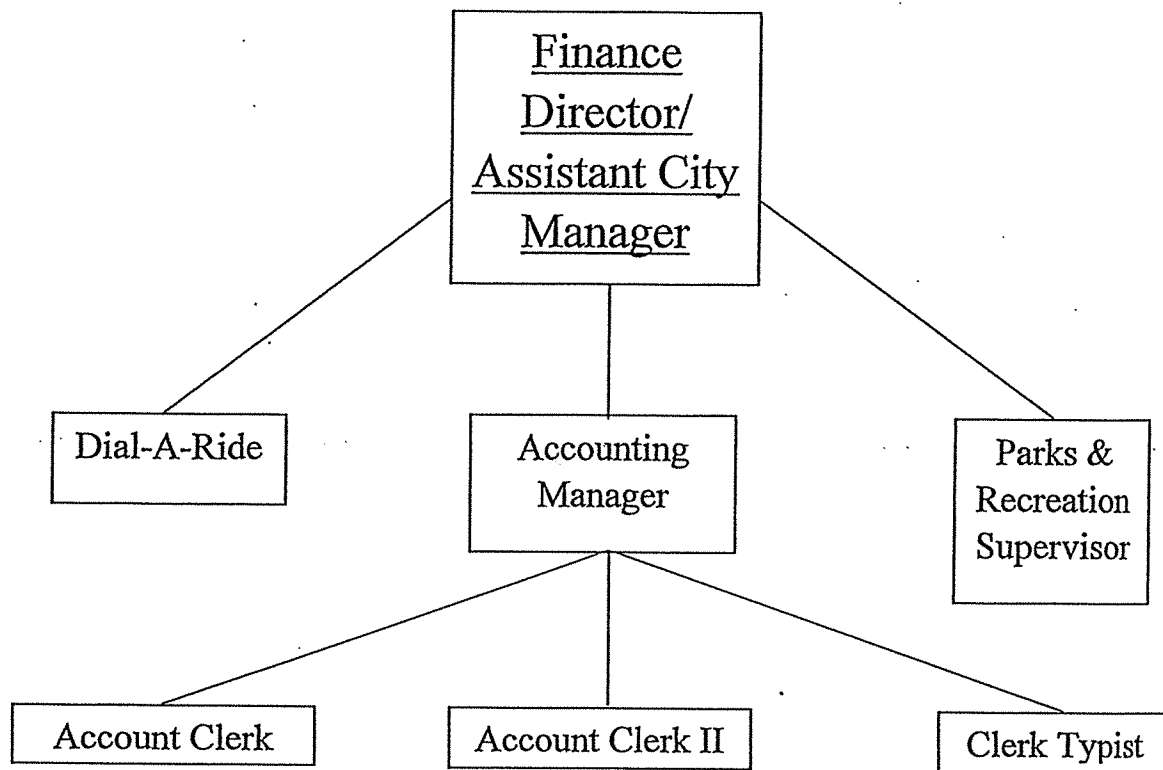 Finance
Director/
Assistant City
Manager
Dial-A-Ride
Accounting
Manager
Parks &
Recreation
Supervisor
Account Clerk
Account Clerk II
Clerk Typist